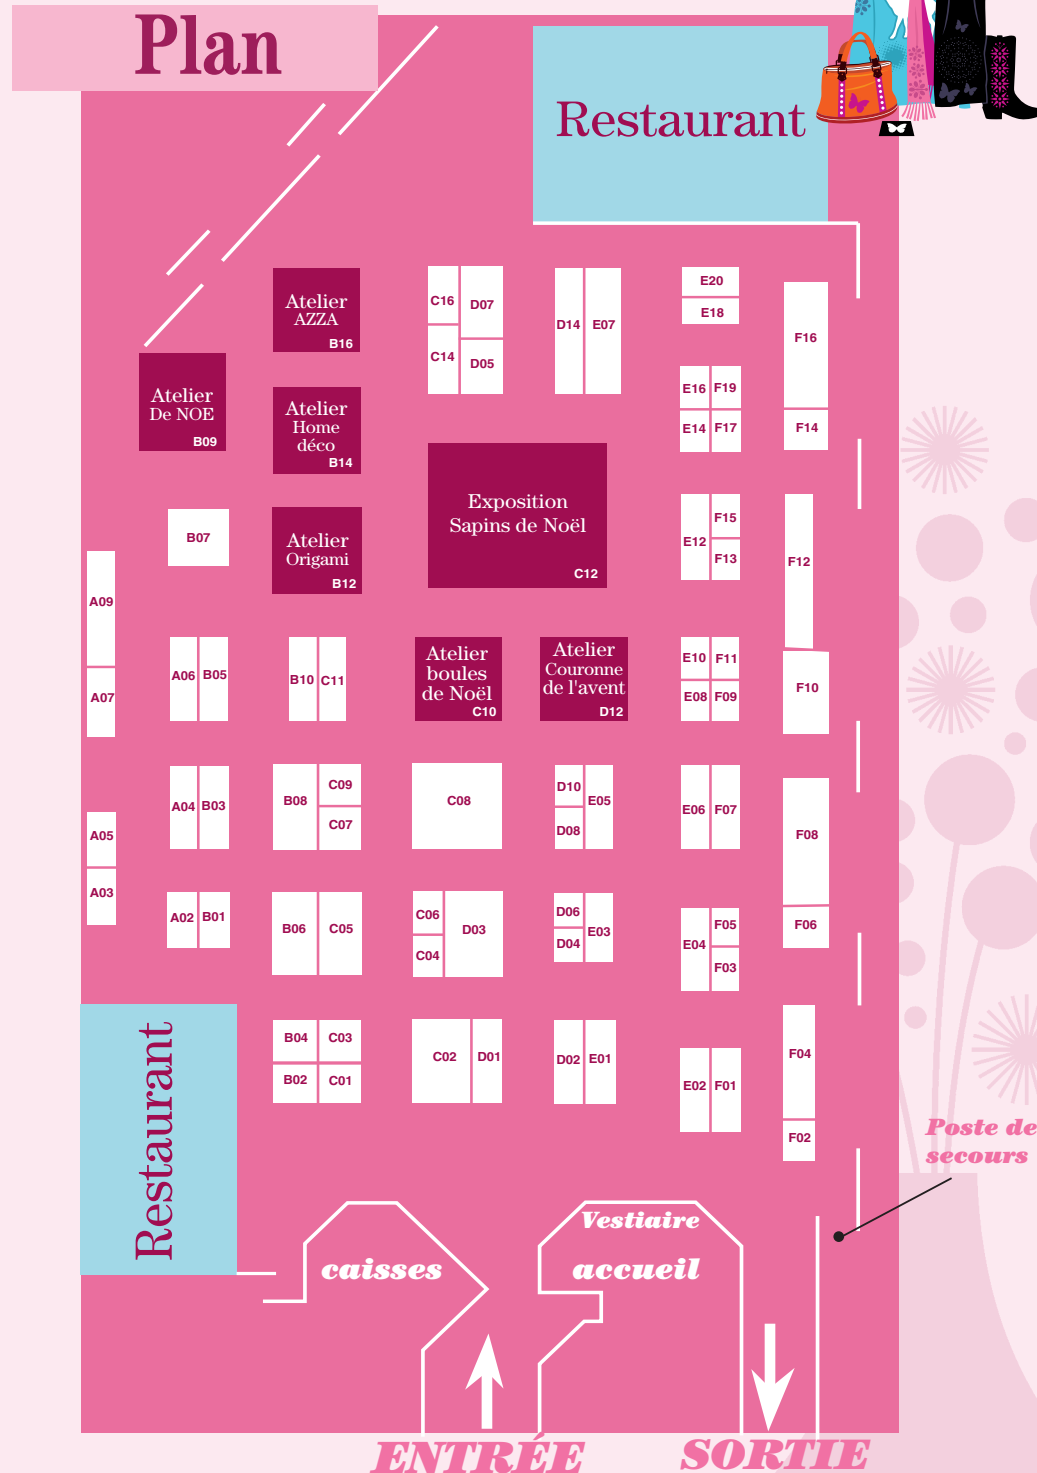 Plan
Restaurant
Atelier
AZZA
B16
C16
D07
C14
D05
D14
E07
E20
E18
F16
F14
Atelier
De NOE
B09
Atelier
Home
déco
B14
E16
F19
E14
F17
Exposition
Sapins de Noël
C12
B07
Atelier
Origami
B12
E12
F15
F13
F12
A09
A07
A06
B05
B10
C11
Atelier
boules
de Noël
C10
Atelier
Couronne
de l'avent
D12
E10
F11
E08
F09
F10
A05
A03
A04
B03
B08
C09
C07
C08
D10
D08
E05
E06
F07
F08
F06
A02
B01
B06
C05
C06
C04
D03
D06
D04
E03
E04
F05
F03
Restaurant
B04
C03
B02
C01
C02
D01
D02
E01
E02
F01
F04
F02
Poste de
secours
caisses
Vestiaire
accueil
ENTRÉE
SORTIE